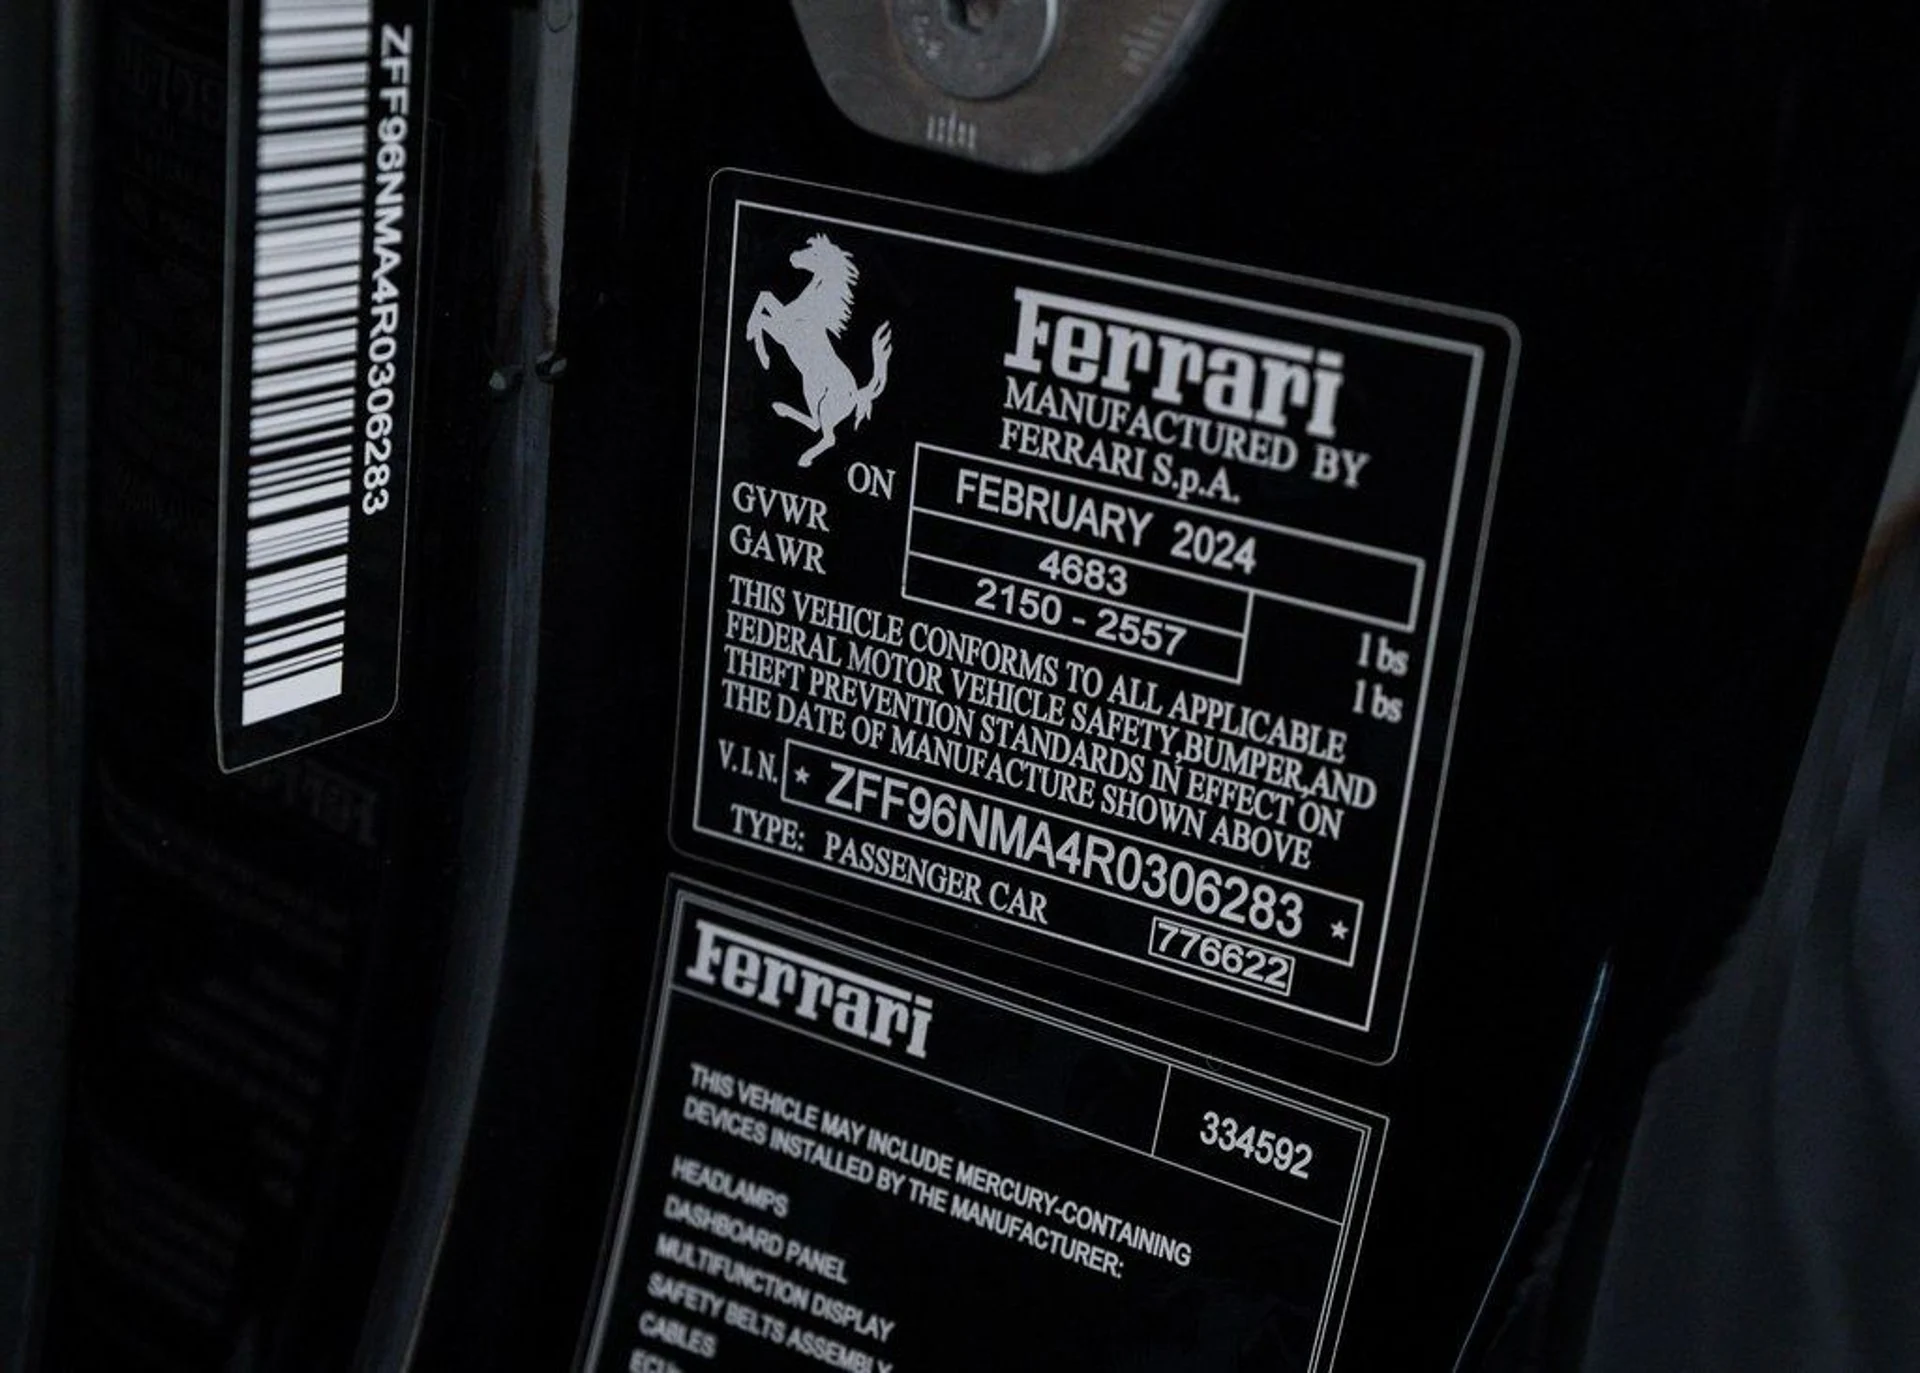 ZFF96NMA4R0306283
Ferrari
MANUFACTURED BY
FERRARI S.p.A.
ON FEBRUARY 2024
GVWR 4683 lbs
GAWR 2150 - 2557 lbs
THIS VEHICLE CONFORMS TO ALL APPLICABLE
FEDERAL MOTOR VEHICLE SAFETY,BUMPER,AND
THEFT PREVENTION STANDARDS IN EFFECT ON
THE DATE OF MANUFACTURE SHOWN ABOVE
V.I.N. * ZFF96NMA4R0306283 *
TYPE: PASSENGER CAR
776622
Ferrari
334592
THIS VEHICLE MAY INCLUDE MERCURY-CONTAINING
DEVICES INSTALLED BY THE MANUFACTURER:
HEADLAMPS
DASHBOARD PANEL
MULTIFUNCTION DISPLAY
SAFETY BELTS ASSEMBLY
CABLES